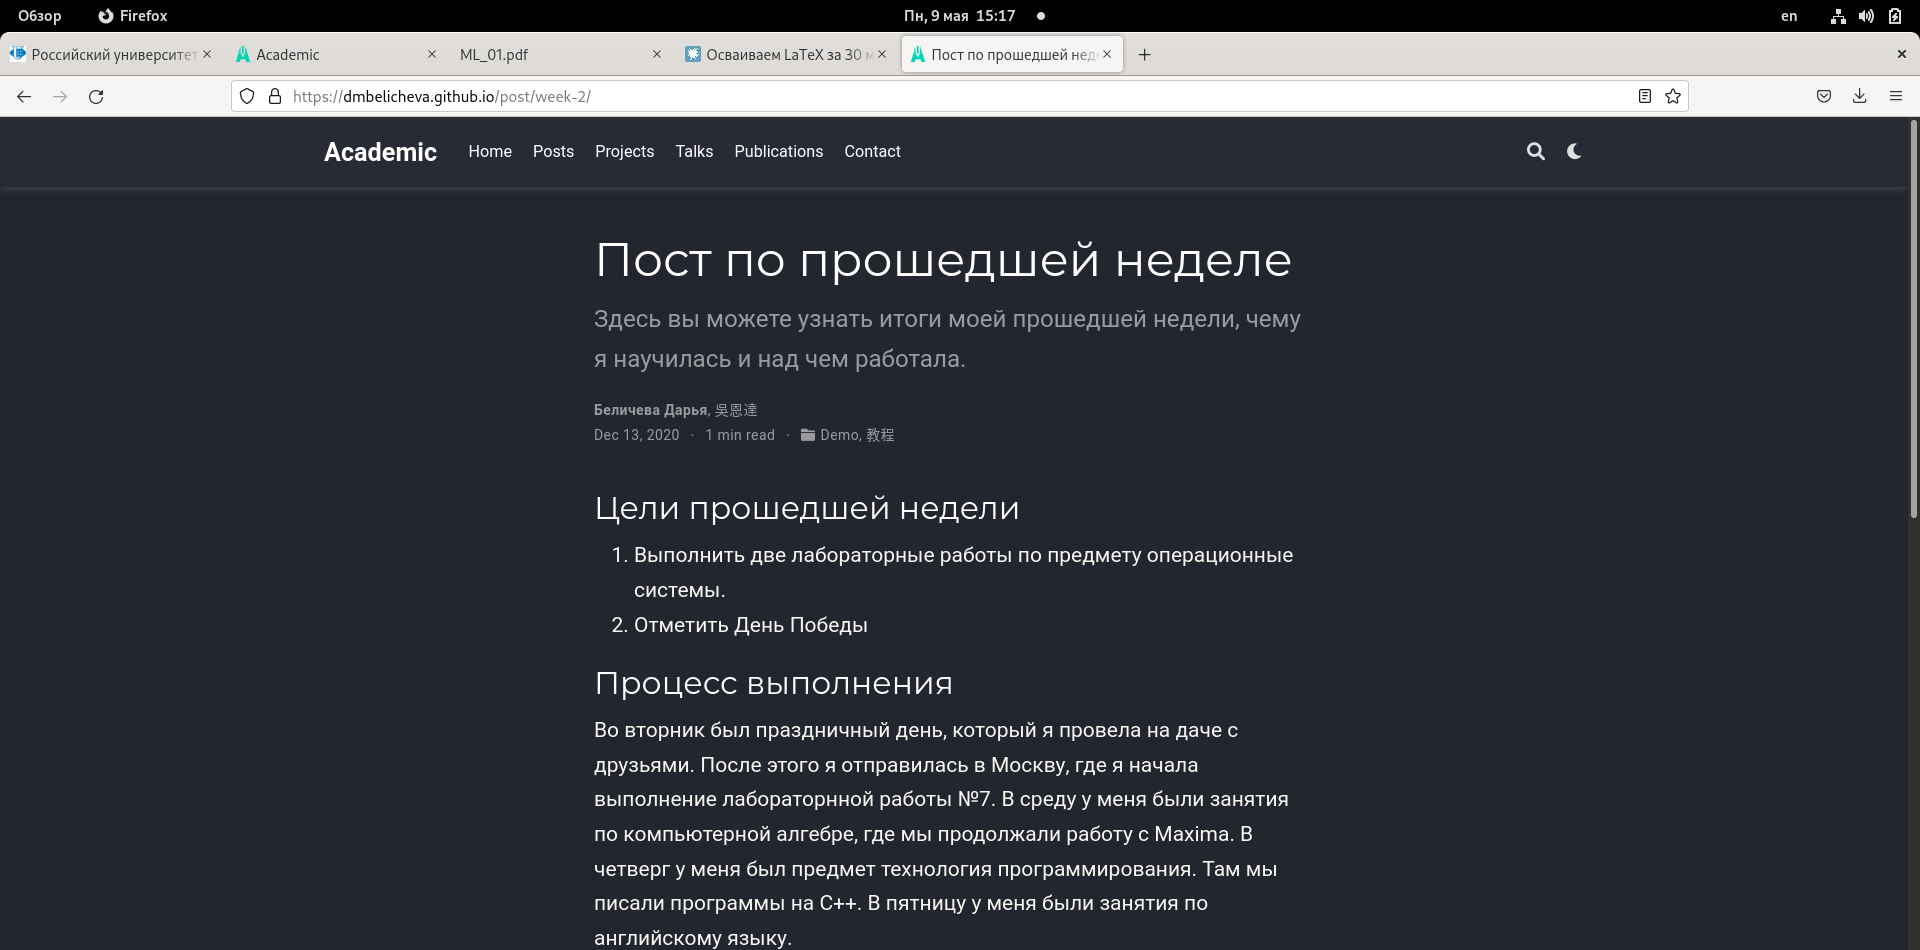 Обзор Firefox Пн, 9 мая 15:17 en
Российский университет Academic ML_01.pdf Осваиваем LaTeX за 30 м Пост по прошедшей нед
https://dmbelicheva.github.io/post/week-2/
Academic Home Posts Projects Talks Publications Contact
Пост по прошедшей неделе
Здесь вы можете узнать итоги моей прошедшей недели, чему
я научилась и над чем работала.
Беличева Дарья, 吳恩達
Dec 13, 2020 · 1 min read · Demo, 教程
Цели прошедшей недели
1. Выполнить две лабораторные работы по предмету операционные
системы.
2. Отметить День Победы
Процесс выполнения
Во вторник был праздничный день, который я провела на даче с
друзьями. После этого я отправилась в Москву, где я начала
выполнение лабораторнной работы №7. В среду у меня были занятия
по компьютерной алгебре, где мы продолжали работу с Maxima. В
четверг у меня был предмет технология программирования. Там мы
писали программы на C++. В пятницу у меня были занятия по
английскому языку.